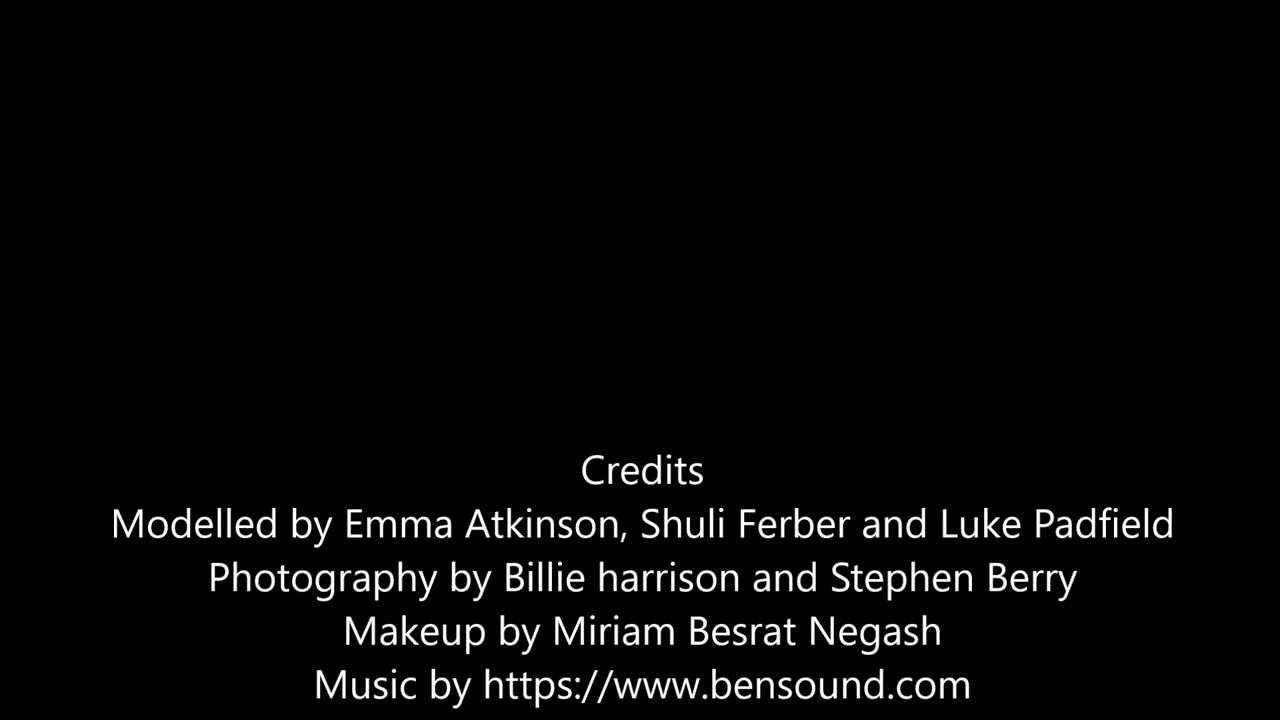 Credits
Modelled by Emma Atkinson, Shuli Ferber and Luke Padfield
Photography by Billie harrison and Stephen Berry
Makeup by Miriam Besrat Negash
Music by https://www.bensound.com